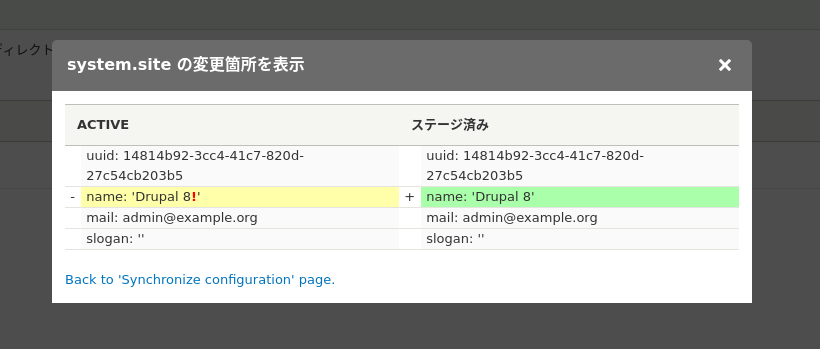 ディレクト
system.site の変更箇所を表示
ACTIVE ステージ済み
uuid: 14814b92-3cc4-41c7-820d- uuid: 14814b92-3cc4-41c7-820d-
27c54cb203b5 27c54cb203b5
- name: 'Drupal 8!' + name: 'Drupal 8'
mail: admin@example.org mail: admin@example.org
slogan: '' slogan: ''
Back to 'Synchronize configuration' page.